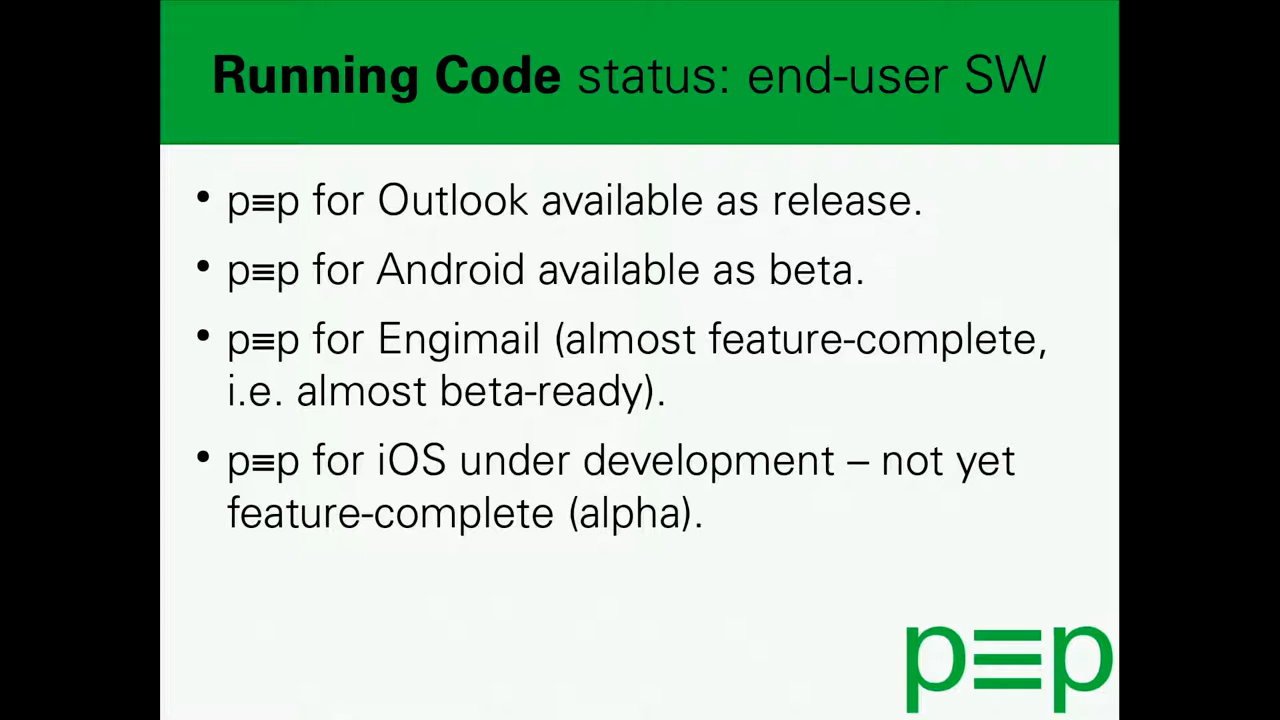 Running Code status: end-user SW
• p≡p for Outlook available as release.
• p≡p for Android available as beta.
• p≡p for Engimail (almost feature-complete,
i.e. almost beta-ready).
• p≡p for iOS under development – not yet
feature-complete (alpha).
p≡p